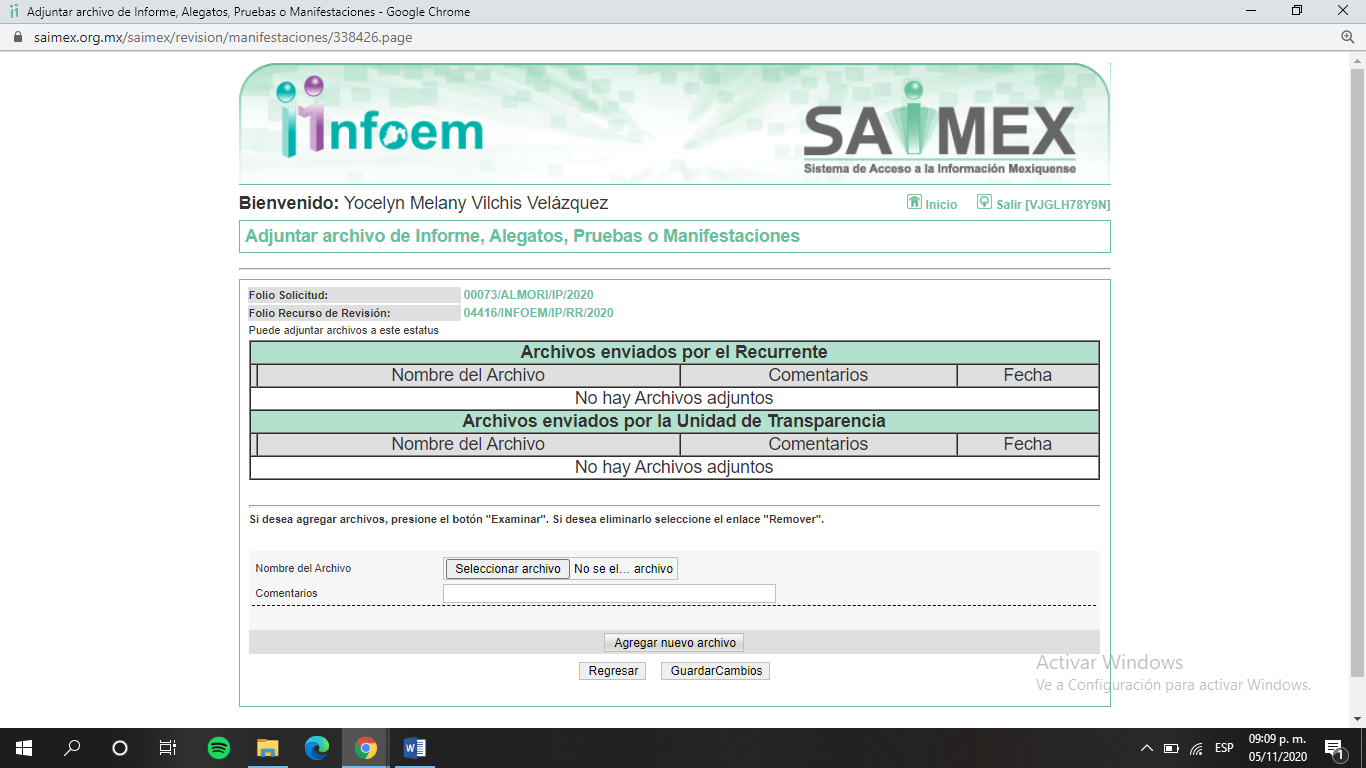 Adjuntar archivo de Informe, Alegatos, Pruebas o Manifestaciones - Google Chrome
saimex.org.mx/saimex/revision/manifestaciones/338426.page
infoem
SAIMEX
Sistema de Acceso a la Información Mexiquense
Bienvenido: Yocelyn Melany Vilchis Velázquez
Inicio Salir [VJGLH78Y9N]
Adjuntar archivo de Informe, Alegatos, Pruebas o Manifestaciones
Folio Solicitud: 00073/ALMORI/IP/2020
Folio Recurso de Revisión: 04416/INFOEM/IP/RR/2020
Puede adjuntar archivos a este estatus
Archivos enviados por el Recurrente
Nombre del Archivo Comentarios Fecha
No hay Archivos adjuntos
Archivos enviados por la Unidad de Transparencia
Nombre del Archivo Comentarios Fecha
No hay Archivos adjuntos
Si desea agregar archivos, presione el botón "Examinar". Si desea eliminarlo seleccione el enlace "Remover".
Nombre del Archivo Seleccionar archivo No se el... archivo
Comentarios
Agregar nuevo archivo
Regresar GuardarCambios
Activar Windows
Ve a Configuración para activar Windows.
ESP
09:09 p. m.
05/11/2020
1